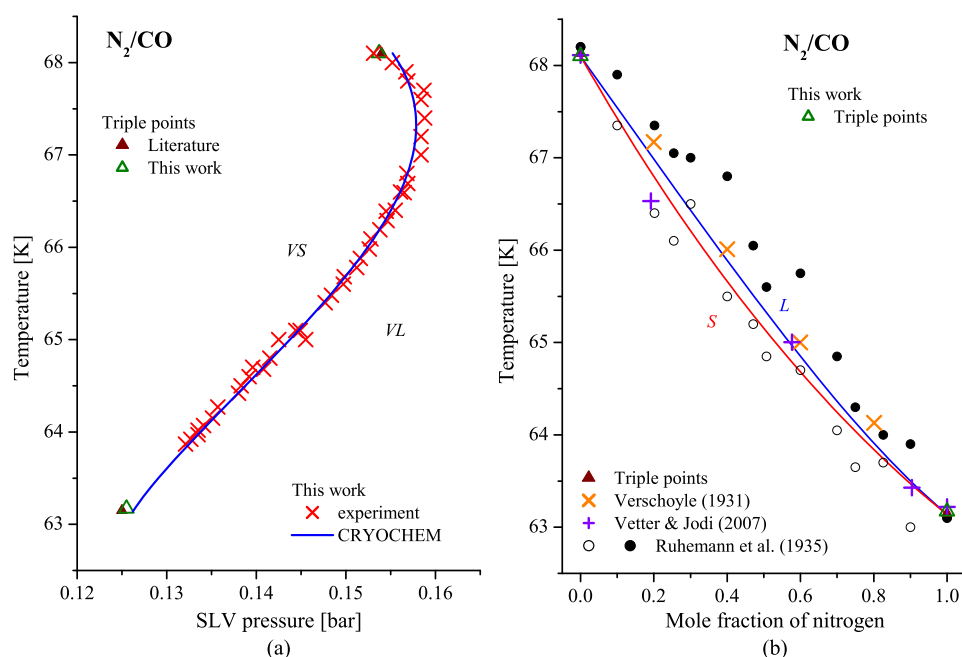 N2/CO
Triple points
Literature
This work
VS
VL
This work
experiment
CRYOCHEM
68
67
66
65
64
63
Temperature [K]
0.12
0.13
0.14
0.15
0.16
SLV pressure [bar]
(a)
N2/CO
This work
Triple points
L
S
Triple points
Verschoyle (1931)
Vetter & Jodi (2007)
Ruhemann et al. (1935)
68
67
66
65
64
63
Temperature [K]
0.0
0.2
0.4
0.6
0.8
1.0
Mole fraction of nitrogen
(b)